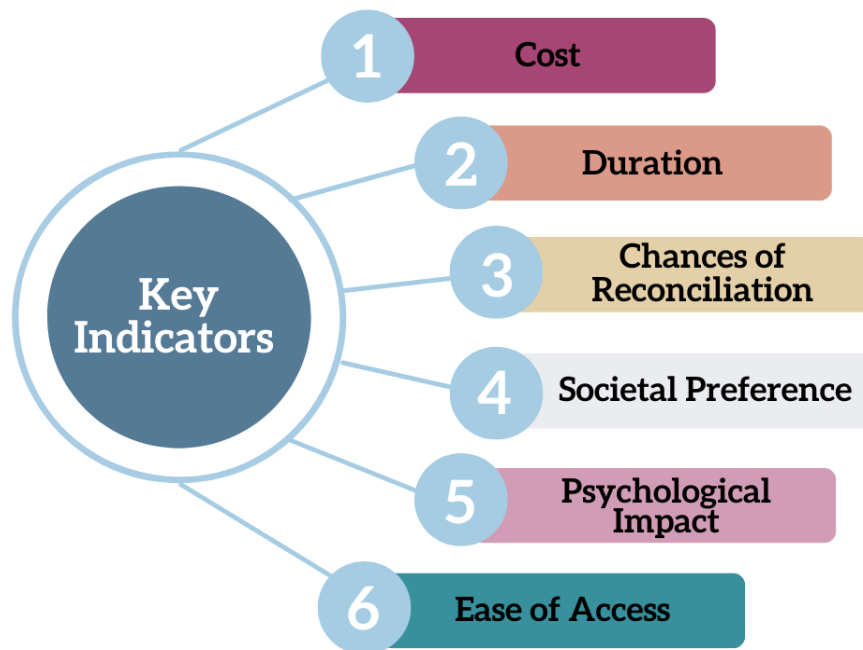 Key
Indicators
1
Cost
2
Duration
3
Chances of
Reconciliation
4
Societal Preference
5
Psychological
Impact
6
Ease of Access